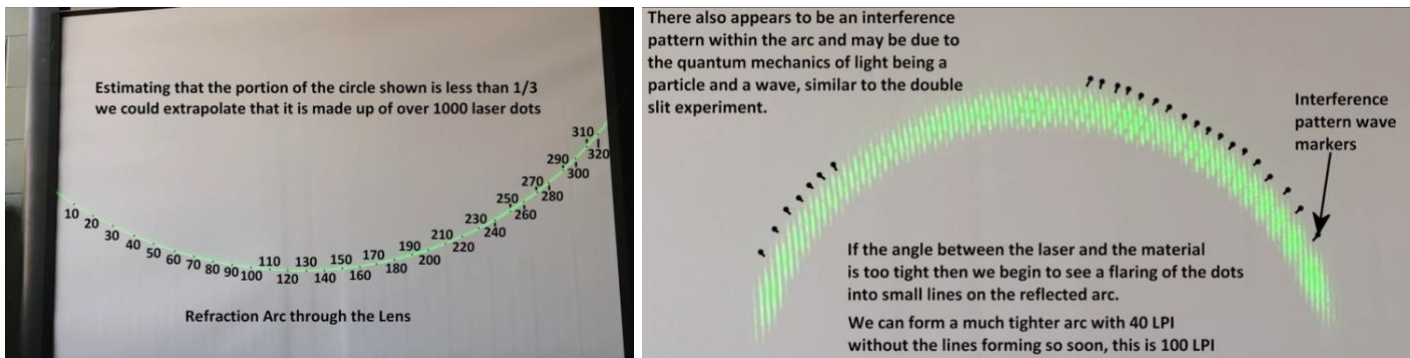 Estimating that the portion of the circle shown is less than 1/3
we could extrapolate that it is made up of over 1000 laser dots
310
320
290
300
270
280
250
260
230
240
210
220
190
200
170
180
150
160
130
140
110
120
10
20
30
40
50
60
70
80
90
100
Refraction Arc through the Lens
There also appears to be an interference
pattern within the arc and may be due to
the quantum mechanics of light being a
particle and a wave, similar to the double
slit experiment.
Interference
pattern wave
markers
If the angle between the laser and the material
is too tight then we begin to see a flaring of the dots
into small lines on the reflected arc.
We can form a much tighter arc with 40 LPI
without the lines forming so soon, this is 100 LPI